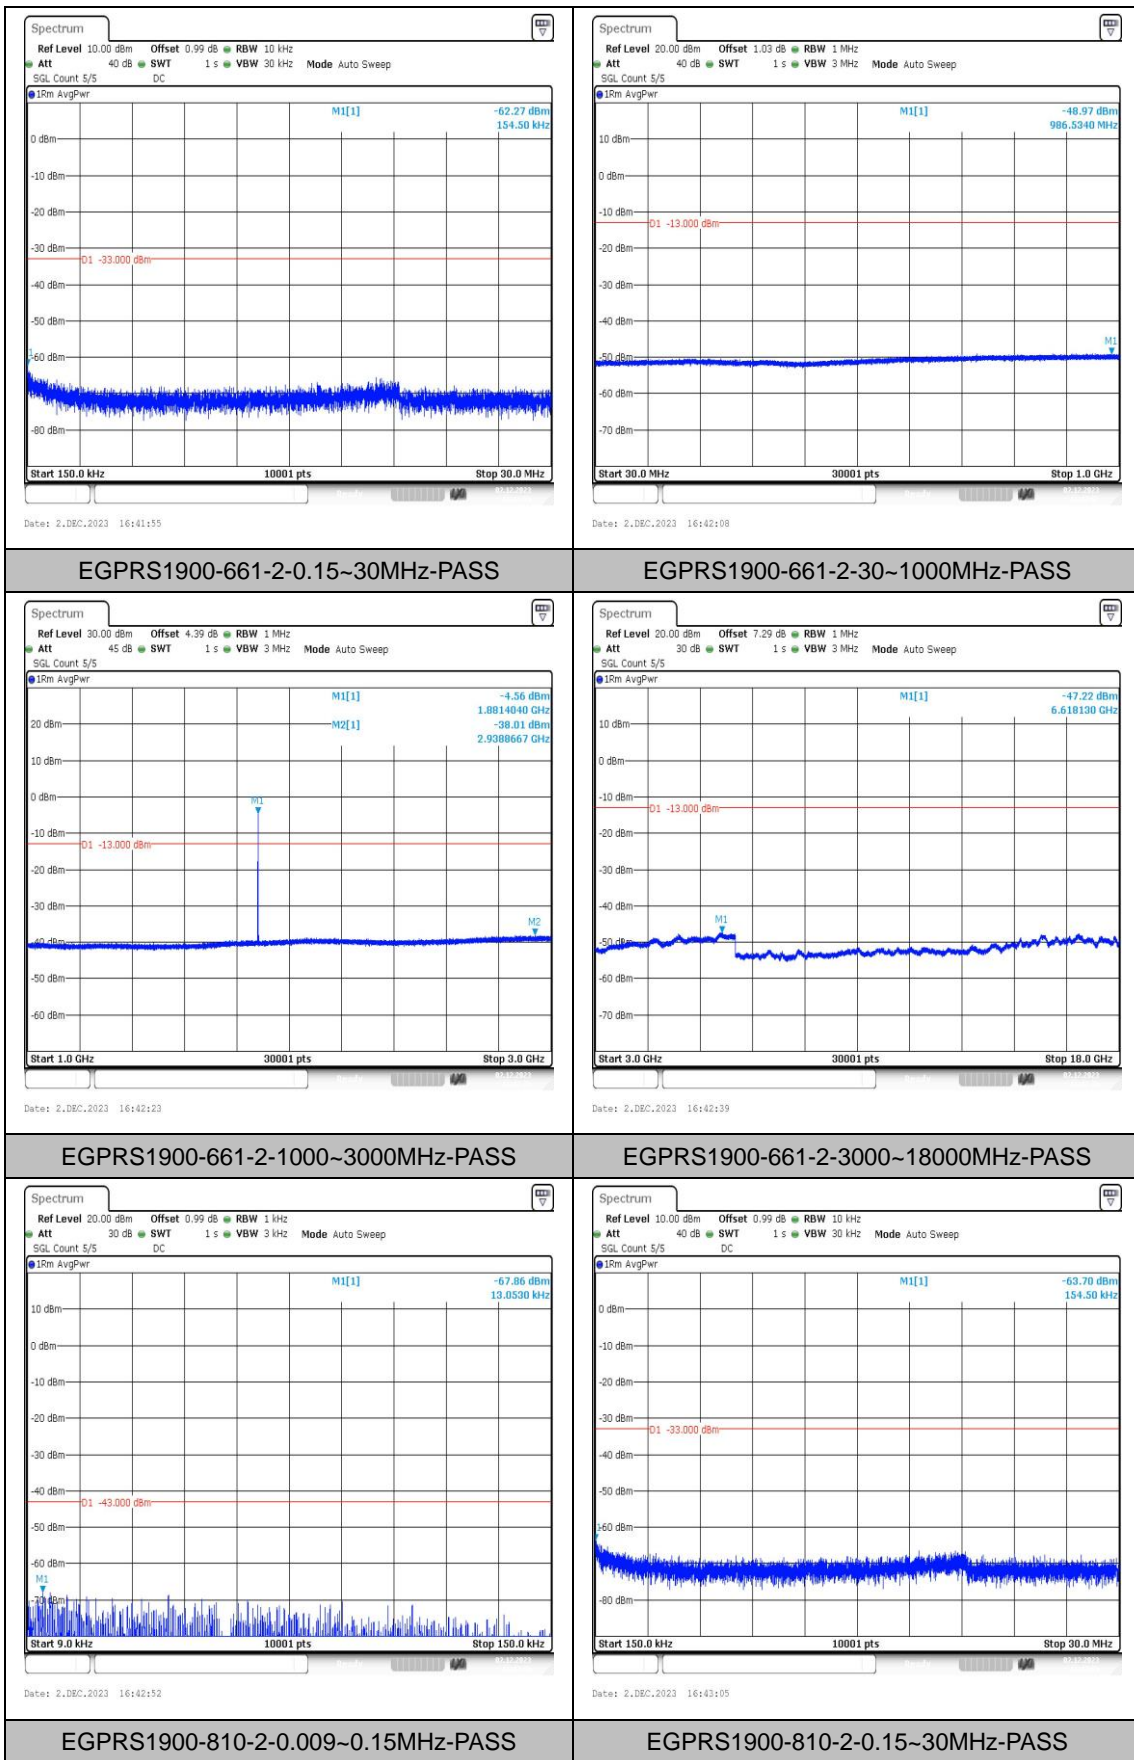 Spectrum
Ref Level 10.00 dBm Offset 0.99 dB RBW 10 kHz
Att 40 dB SWT 1 s VBW 30 kHz Mode Auto Sweep
SGL Count 5/5 DC
1Rm AvgPwr
M1[1] -62.27 dBm
154.50 kHz
0 dBm
-10 dBm
-20 dBm
-30 dBm
D1 -33.000 dBm
-40 dBm
-50 dBm
-60 dBm
-80 dBm
Start 150.0 kHz 10001 pts Stop 30.0 MHz
Date: 2.DEC.2023 16:41:55
EGPRS1900-661-2-0.15~30MHz-PASS
Spectrum
Ref Level 20.00 dBm Offset 1.03 dB RBW 1 MHz
Att 40 dB SWT 1 s VBW 3 MHz Mode Auto Sweep
SGL Count 5/5
1Rm AvgPwr
M1[1] -48.97 dBm
986.5340 MHz
10 dBm
0 dBm
-10 dBm
D1 -13.000 dBm
-20 dBm
-30 dBm
-40 dBm
M1
-50 dBm
-60 dBm
-70 dBm
Start 30.0 MHz 30001 pts Stop 1.0 GHz
Date: 2.DEC.2023 16:42:08
EGPRS1900-661-2-30~1000MHz-PASS
Spectrum
Ref Level 30.00 dBm Offset 4.39 dB RBW 1 MHz
Att 45 dB SWT 1 s VBW 3 MHz Mode Auto Sweep
SGL Count 5/5
1Rm AvgPwr
M1[1] -4.56 dBm
1.8814040 GHz
M2[1] -38.01 dBm
2.9388667 GHz
20 dBm
10 dBm
0 dBm
M1
-10 dBm
D1 -13.000 dBm
-20 dBm
-30 dBm
M2
-40 dBm
-50 dBm
-60 dBm
Start 1.0 GHz 30001 pts Stop 3.0 GHz
Date: 2.DEC.2023 16:42:23
EGPRS1900-661-2-1000~3000MHz-PASS
Spectrum
Ref Level 20.00 dBm Offset 7.29 dB RBW 1 MHz
Att 30 dB SWT 1 s VBW 3 MHz Mode Auto Sweep
SGL Count 5/5
1Rm AvgPwr
M1[1] -47.22 dBm
6.618130 GHz
10 dBm
0 dBm
-10 dBm
D1 -13.000 dBm
-20 dBm
-30 dBm
-40 dBm
M1
-50 dBm
-60 dBm
-70 dBm
Start 3.0 GHz 30001 pts Stop 18.0 GHz
Date: 2.DEC.2023 16:42:39
EGPRS1900-661-2-3000~18000MHz-PASS
Spectrum
Ref Level 20.00 dBm Offset 0.99 dB RBW 1 kHz
Att 30 dB SWT 1 s VBW 3 kHz Mode Auto Sweep
SGL Count 5/5 DC
1Rm AvgPwr
M1[1] -67.86 dBm
13.0530 kHz
10 dBm
0 dBm
-10 dBm
-20 dBm
-30 dBm
-40 dBm
D1 -43.000 dBm
-50 dBm
-60 dBm
M1
-70 dBm
Start 9.0 kHz 10001 pts Stop 150.0 kHz
Date: 2.DEC.2023 16:42:52
EGPRS1900-810-2-0.009~0.15MHz-PASS
Spectrum
Ref Level 10.00 dBm Offset 0.99 dB RBW 10 kHz
Att 40 dB SWT 1 s VBW 30 kHz Mode Auto Sweep
SGL Count 5/5 DC
1Rm AvgPwr
M1[1] -63.70 dBm
154.50 kHz
0 dBm
-10 dBm
-20 dBm
-30 dBm
D1 -33.000 dBm
-40 dBm
-50 dBm
-60 dBm
-80 dBm
Start 150.0 kHz 10001 pts Stop 30.0 MHz
Date: 2.DEC.2023 16:43:05
EGPRS1900-810-2-0.15~30MHz-PASS